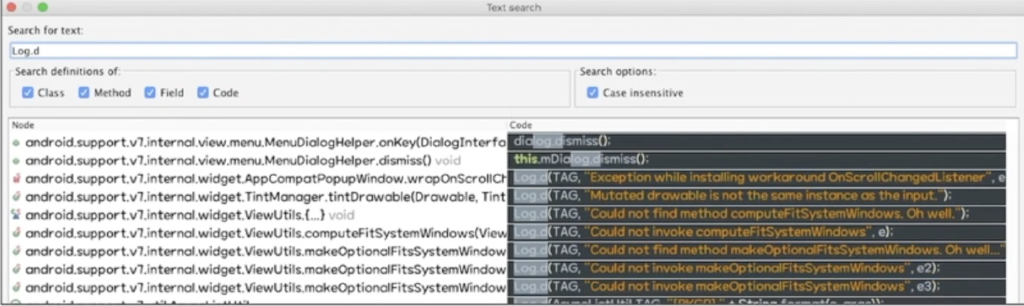 Text search
Search for text:
Log.d
Search definitions of:
Search options:
Class Method Field Code
Case insensitive
Node Code
android.support.v7.internal.view.menu.MenuDialogHelper.onKey(DialogInterfa dialog.dismiss();
android.support.v7.internal.view.menu.MenuDialogHelper.dismiss() void this.mDialog.dismiss();
android.support.v7.internal.widget.AppCompatPopupWindow.wrapOnScrollCh Log.d(TAG, "Exception while installing workaround OnScrollChangedListener", e
android.support.v7.internal.widget.TintManager.tintDrawable(Drawable, Tint Log.d(TAG, "Mutated drawable is not the same instance as the input.");
android.support.v7.internal.widget.ViewUtils.{...} void Log.d(TAG, "Could not find method computeFitSystemWindows. Oh well.");
android.support.v7.internal.widget.ViewUtils.computeFitSystemWindows(View Log.d(TAG, "Could not invoke computeFitSystemWindows", e);
android.support.v7.internal.widget.ViewUtils.makeOptionalFitsSystemWindow Log.d(TAG, "Could not find method makeOptionalFitsSystemWindows. Oh well..."
android.support.v7.internal.widget.ViewUtils.makeOptionalFitsSystemWindow Log.d(TAG, "Could not invoke makeOptionalFitsSystemWindows", e2);
android.support.v7.internal.widget.ViewUtils.makeOptionalFitsSystemWindow Log.d(TAG, "Could not invoke makeOptionalFitsSystemWindows", e3);